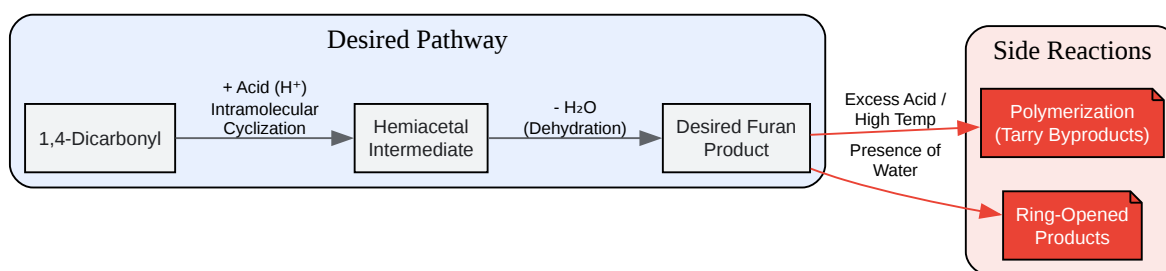 Desired Pathway
Side Reactions
1,4-Dicarbonyl
+ Acid (H⁺)
Intramolecular
Cyclization
Hemiacetal
Intermediate
- H₂O
(Dehydration)
Desired Furan
Product
Excess Acid /
High Temp
Presence of
Water
Polymerization
(Tarry Byproducts)
Ring-Opened
Products